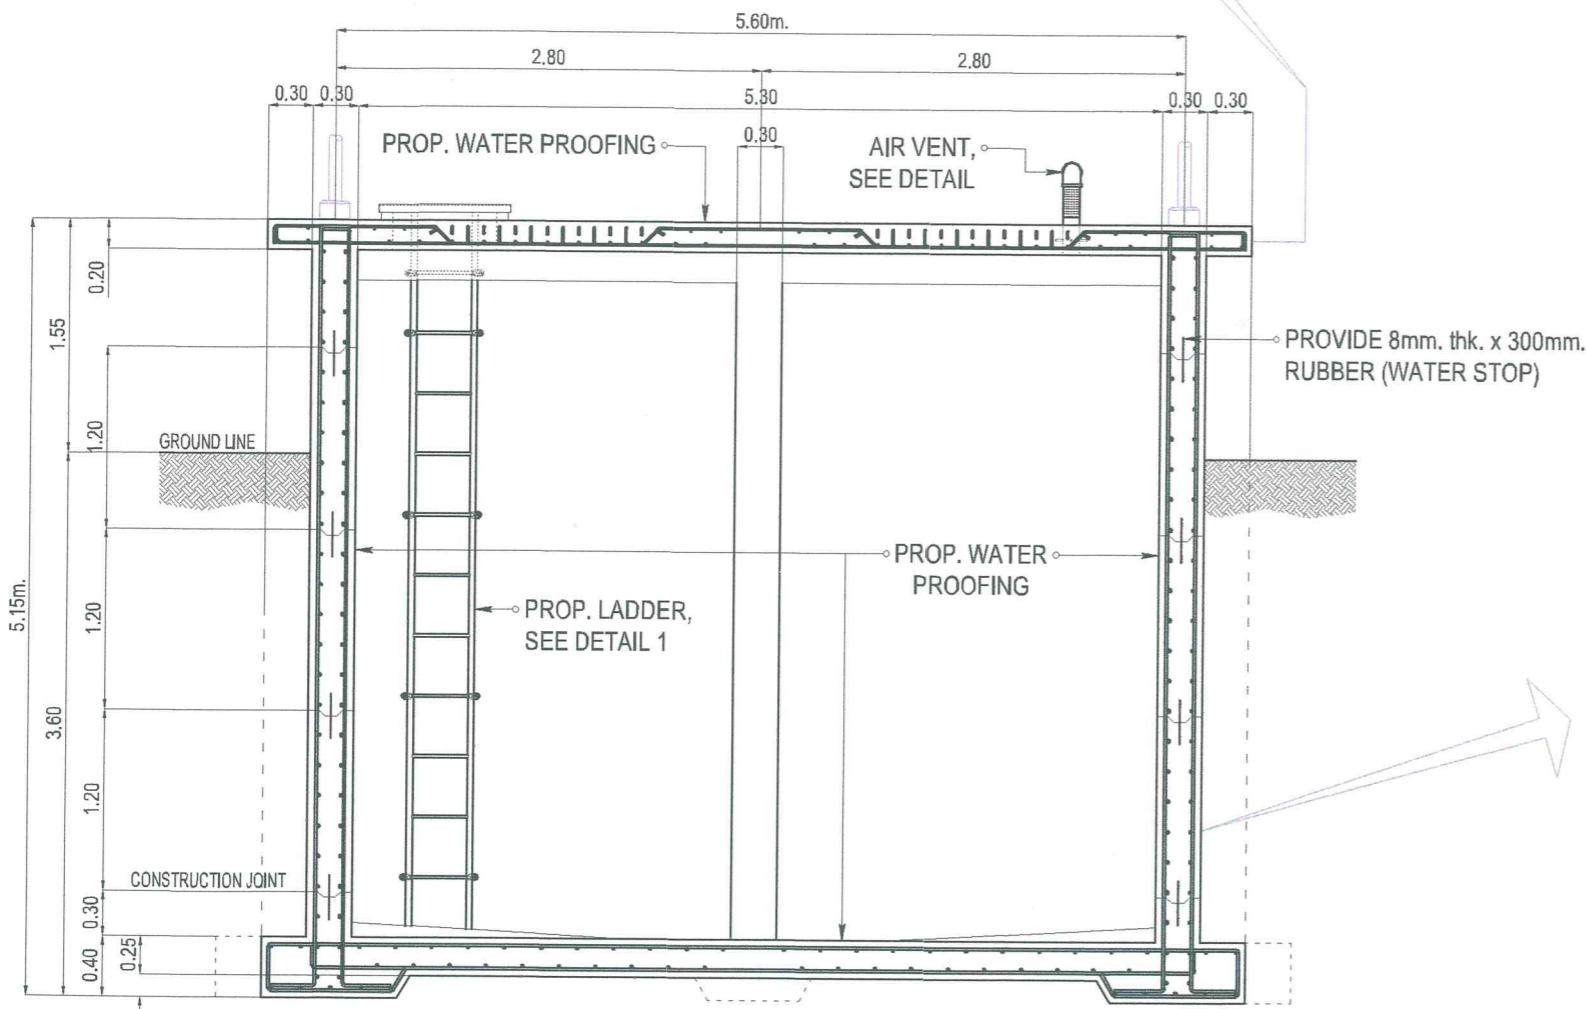 5.60m.
2.80
2.80
0.30
0.30
5.30
0.30
0.30
0.30
PROP. WATER PROOFING
AIR VENT,
SEE DETAIL
0.20
1.55
PROVIDE 8mm. thk. x 300mm.
RUBBER (WATER STOP)
1.20
GROUND LINE
PROP. WATER
PROOFING
5.15m.
1.20
PROP. LADDER,
SEE DETAIL 1
3.60
1.20
CONSTRUCTION JOINT
0.30
0.40
0.25